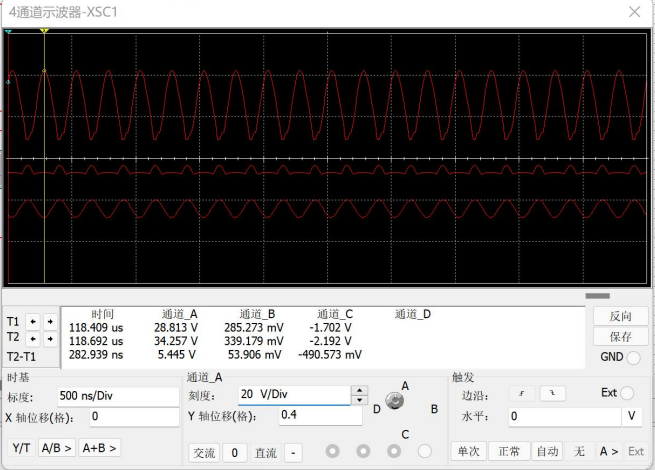 4通道示波器-XSC1
时间 通道_A 通道_B 通道_C 通道_D
T1 118.409 us 28.813 V 285.273 mV -1.702 V
T2 118.692 us 34.257 V 339.179 mV -2.192 V
T2-T1 282.939 ns 5.445 V 53.906 mV -490.573 mV
反向
保存
GND
时基
标度: 500 ns/Div
X 轴位移(格): 0
Y/T A/B > A+B >
通道_A
刻度: 20 V/Div
Y 轴位移(格): 0.4
交流 0 直流 -
A
B
C
D
触发
边沿: Ext
水平: 0 V
单次 正常 自动 无 A > Ext